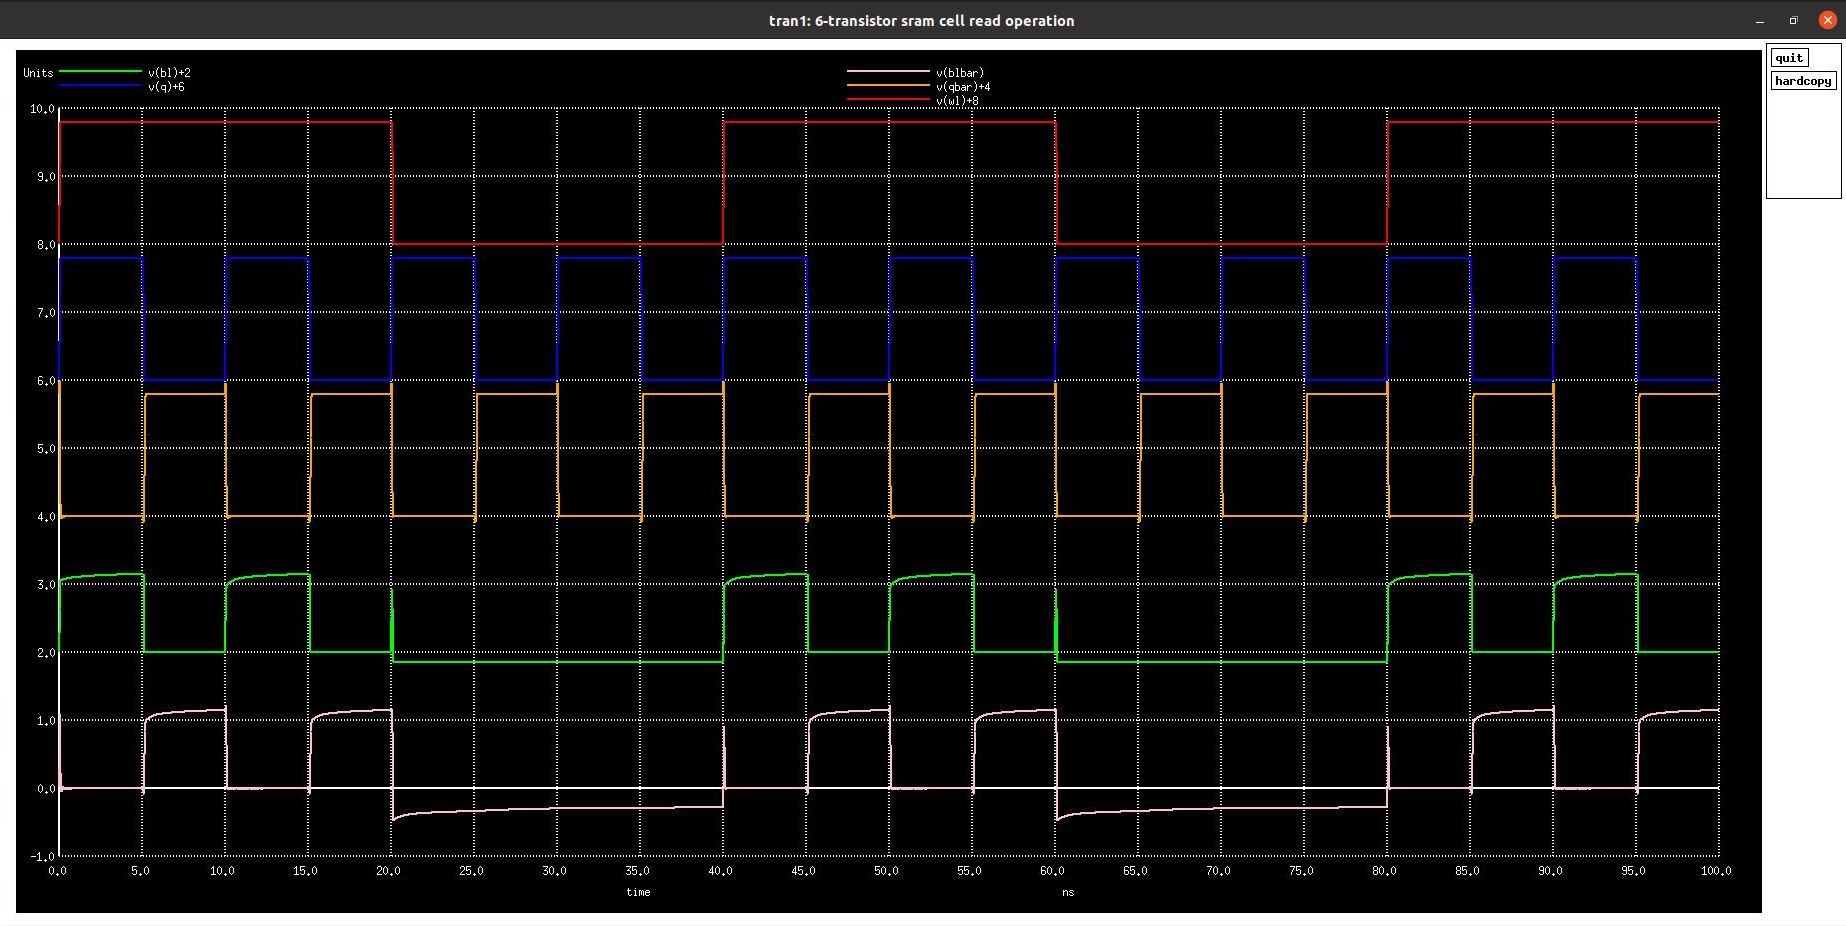 tran1: 6-transistor sram cell read operation
quit
hardcopy
Units v(bl)+2 v(blbar)
v(q)+6 v(qbar)+4
v(wl)+8
10.0
9.0
8.0
7.0
6.0
5.0
4.0
3.0
2.0
1.0
0.0
-1.0
0.0 5.0 10.0 15.0 20.0 25.0 30.0 35.0 40.0 45.0 50.0 55.0 60.0 65.0 70.0 75.0 80.0 85.0 90.0 95.0 100.0
time ns